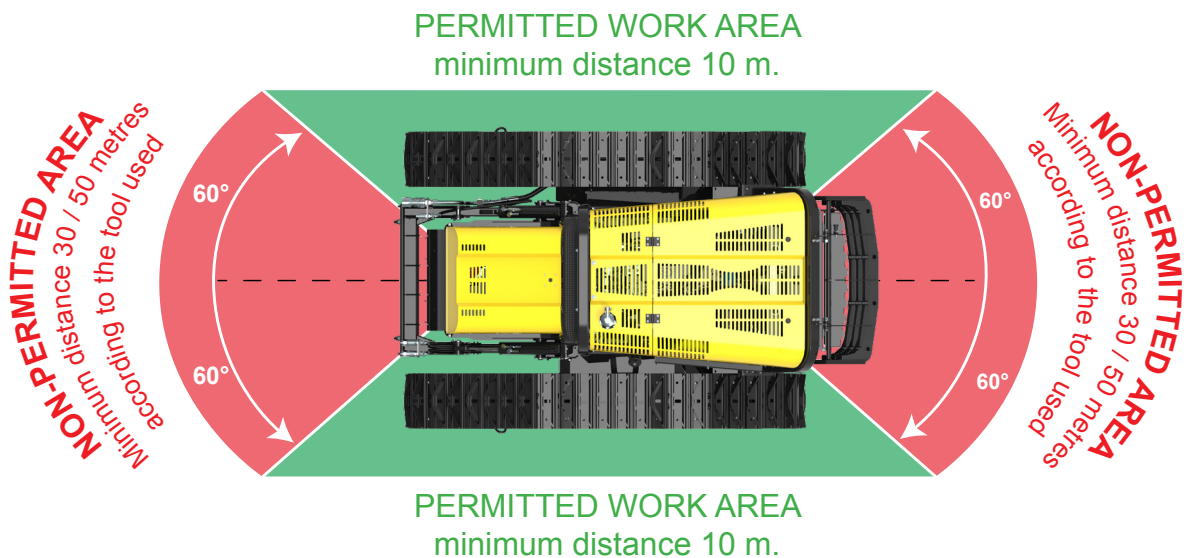 PERMITTED WORK AREA
minimum distance 10 m.
NON-PERMITTED AREA
Minimum distance 30 / 50 metres
according to the tool used
60°
60°
60°
60°
NON-PERMITTED AREA
Minimum distance 30 / 50 metres
according to the tool used
PERMITTED WORK AREA
minimum distance 10 m.